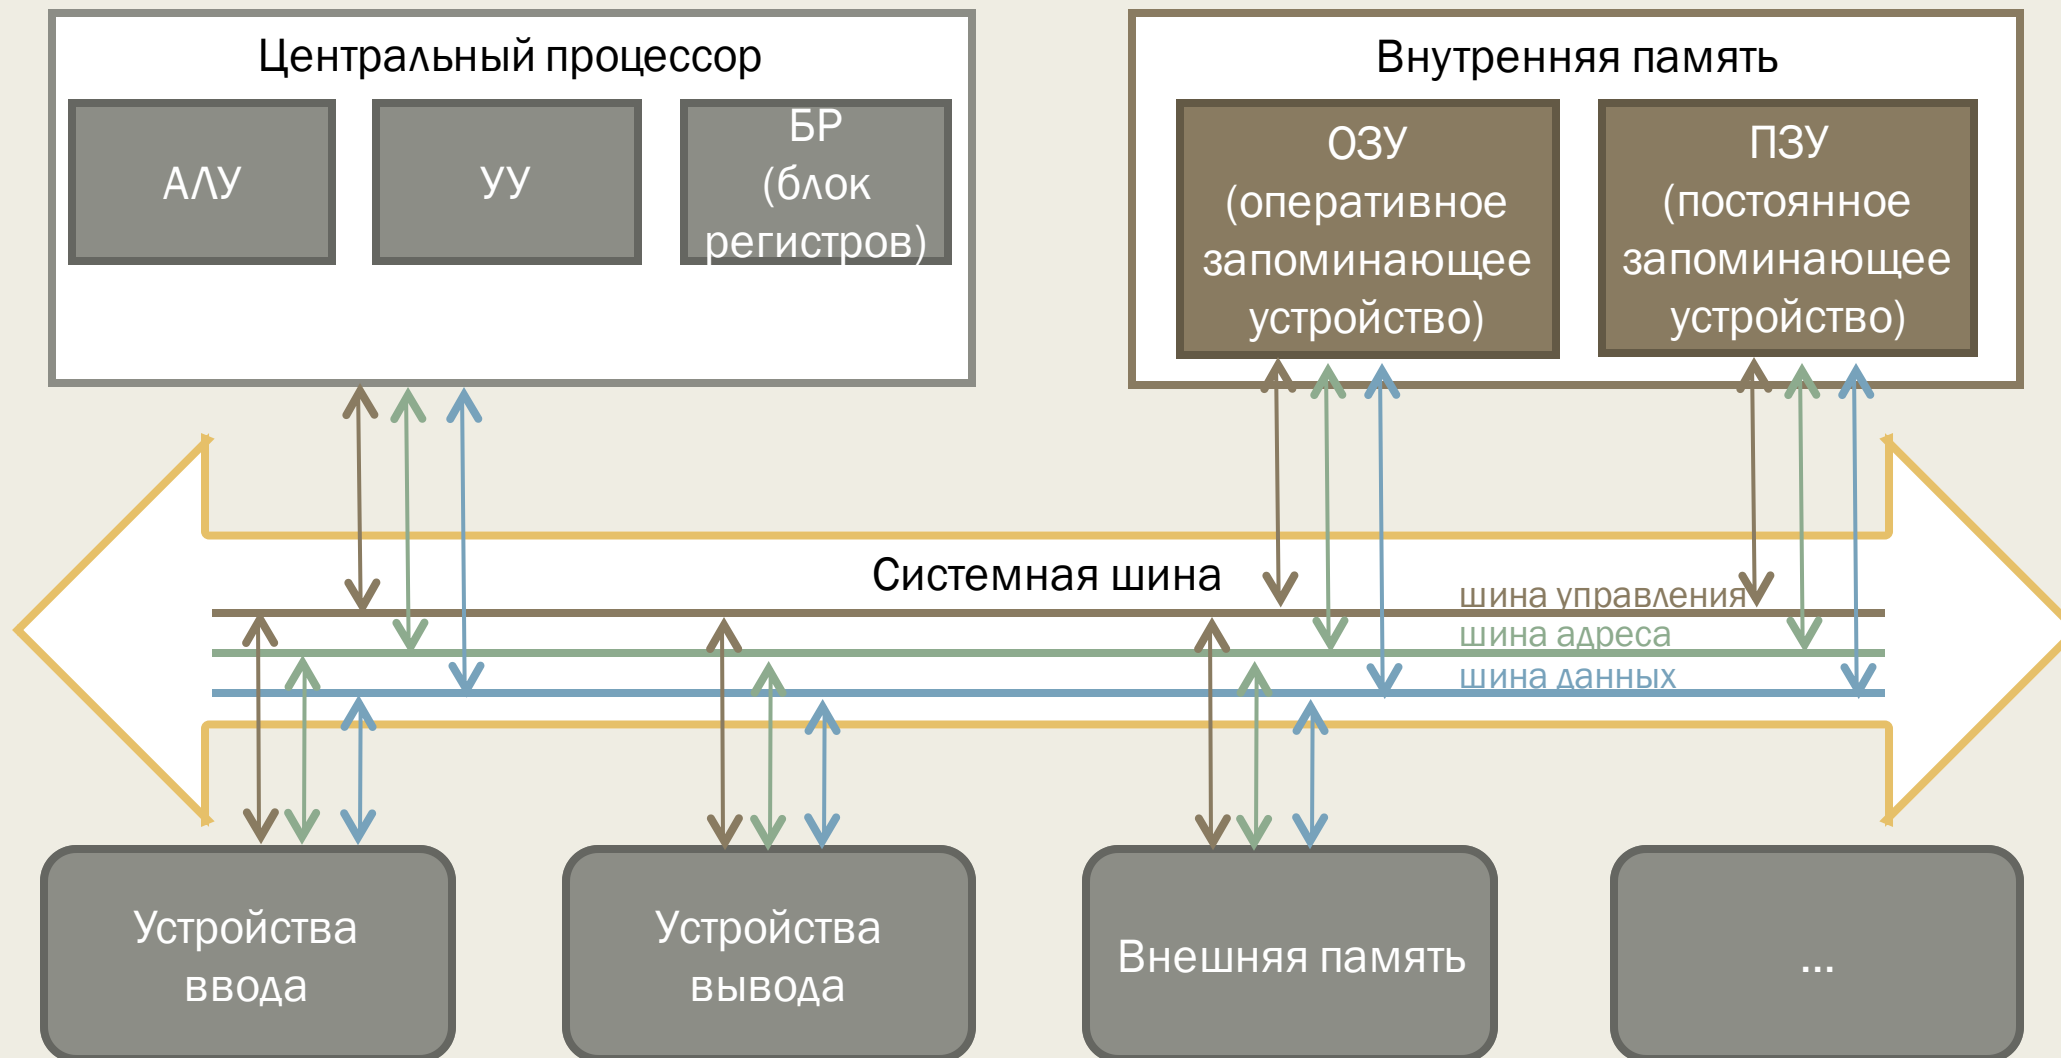 Центральный процессор
АЛУ
УУ
БР
(блок
регистров)
Внутренняя память
ОЗУ
(оперативное
запоминающее
устройство)
ПЗУ
(постоянное
запоминающее
устройство)
Системная шина
шина управления
шина адреса
шина данных
Устройства
ввода
Устройства
вывода
Внешняя память
...